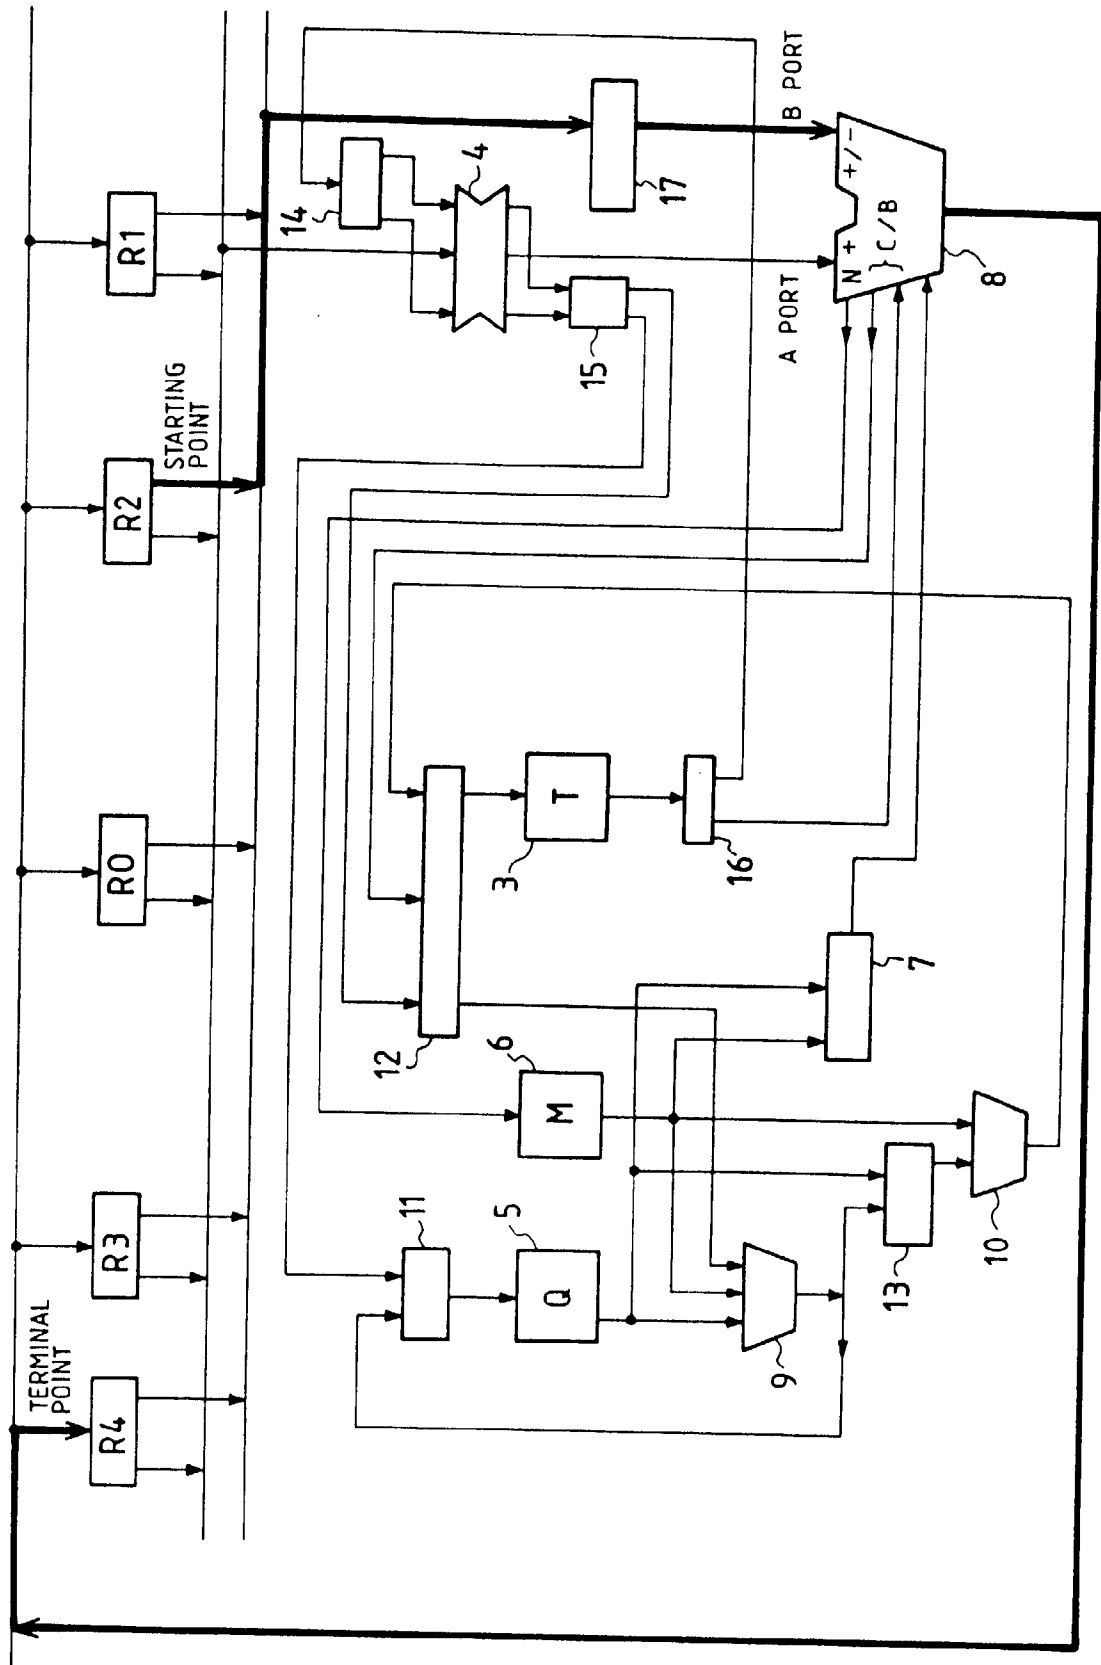 R1
R2
R0
R3
R4
STARTING
POINT
TERMINAL
POINT
14
4
17
15
B PORT
A PORT
N + +/-
} C/B
8
12
T
3
16
7
6
M
11
5
Q
9
13
10